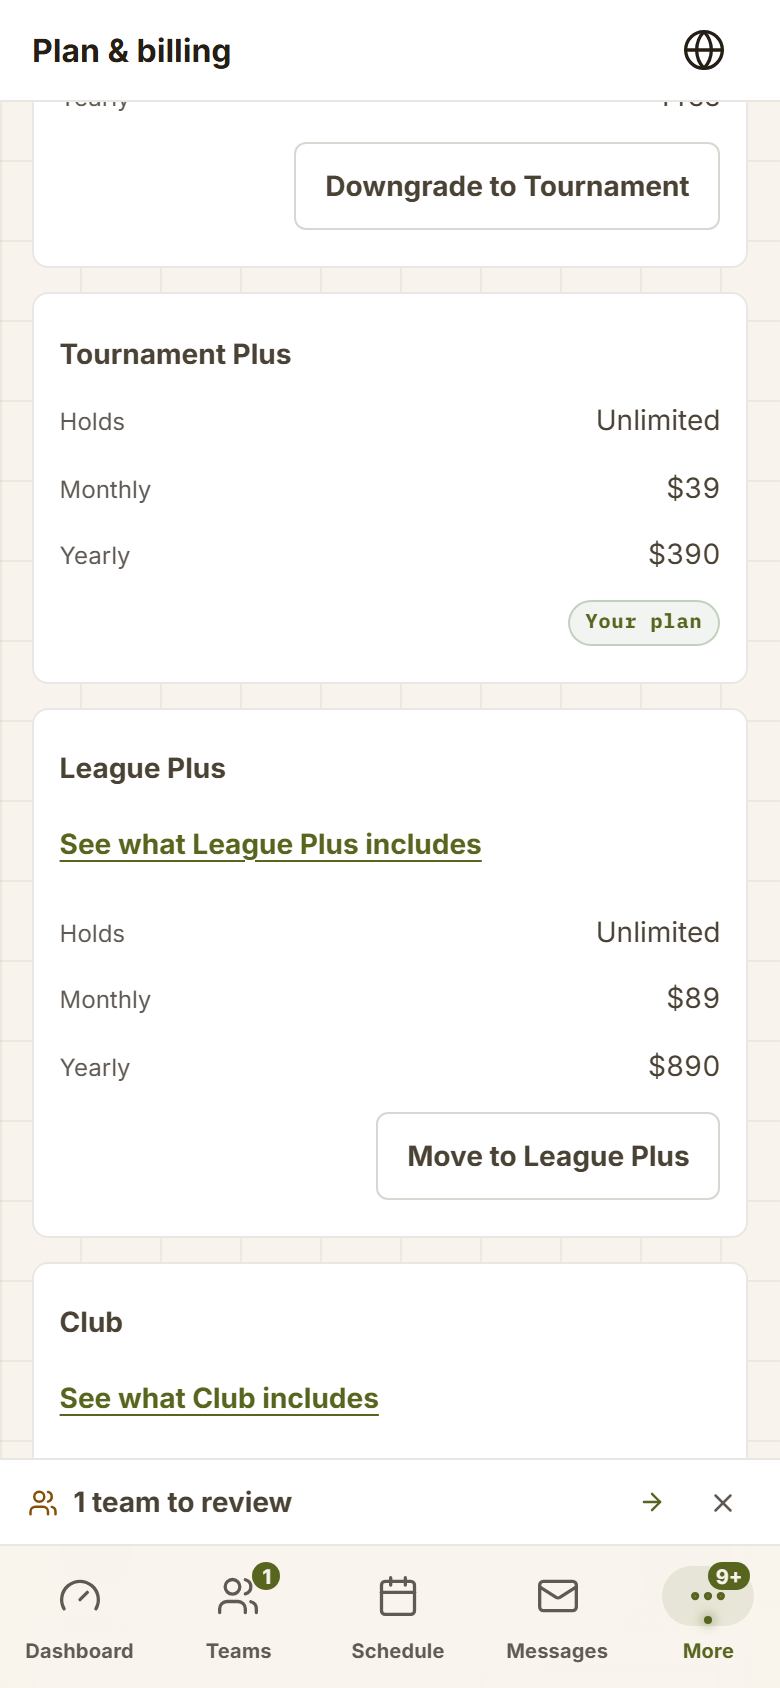 Plan & billing
Yearly
Downgrade to Tournament
Tournament Plus
Holds Unlimited
Monthly $39
Yearly $390
Your plan
League Plus
See what League Plus includes
Holds Unlimited
Monthly $89
Yearly $890
Move to League Plus
Club
See what Club includes
1 team to review
1 9+
Dashboard Teams Schedule Messages More